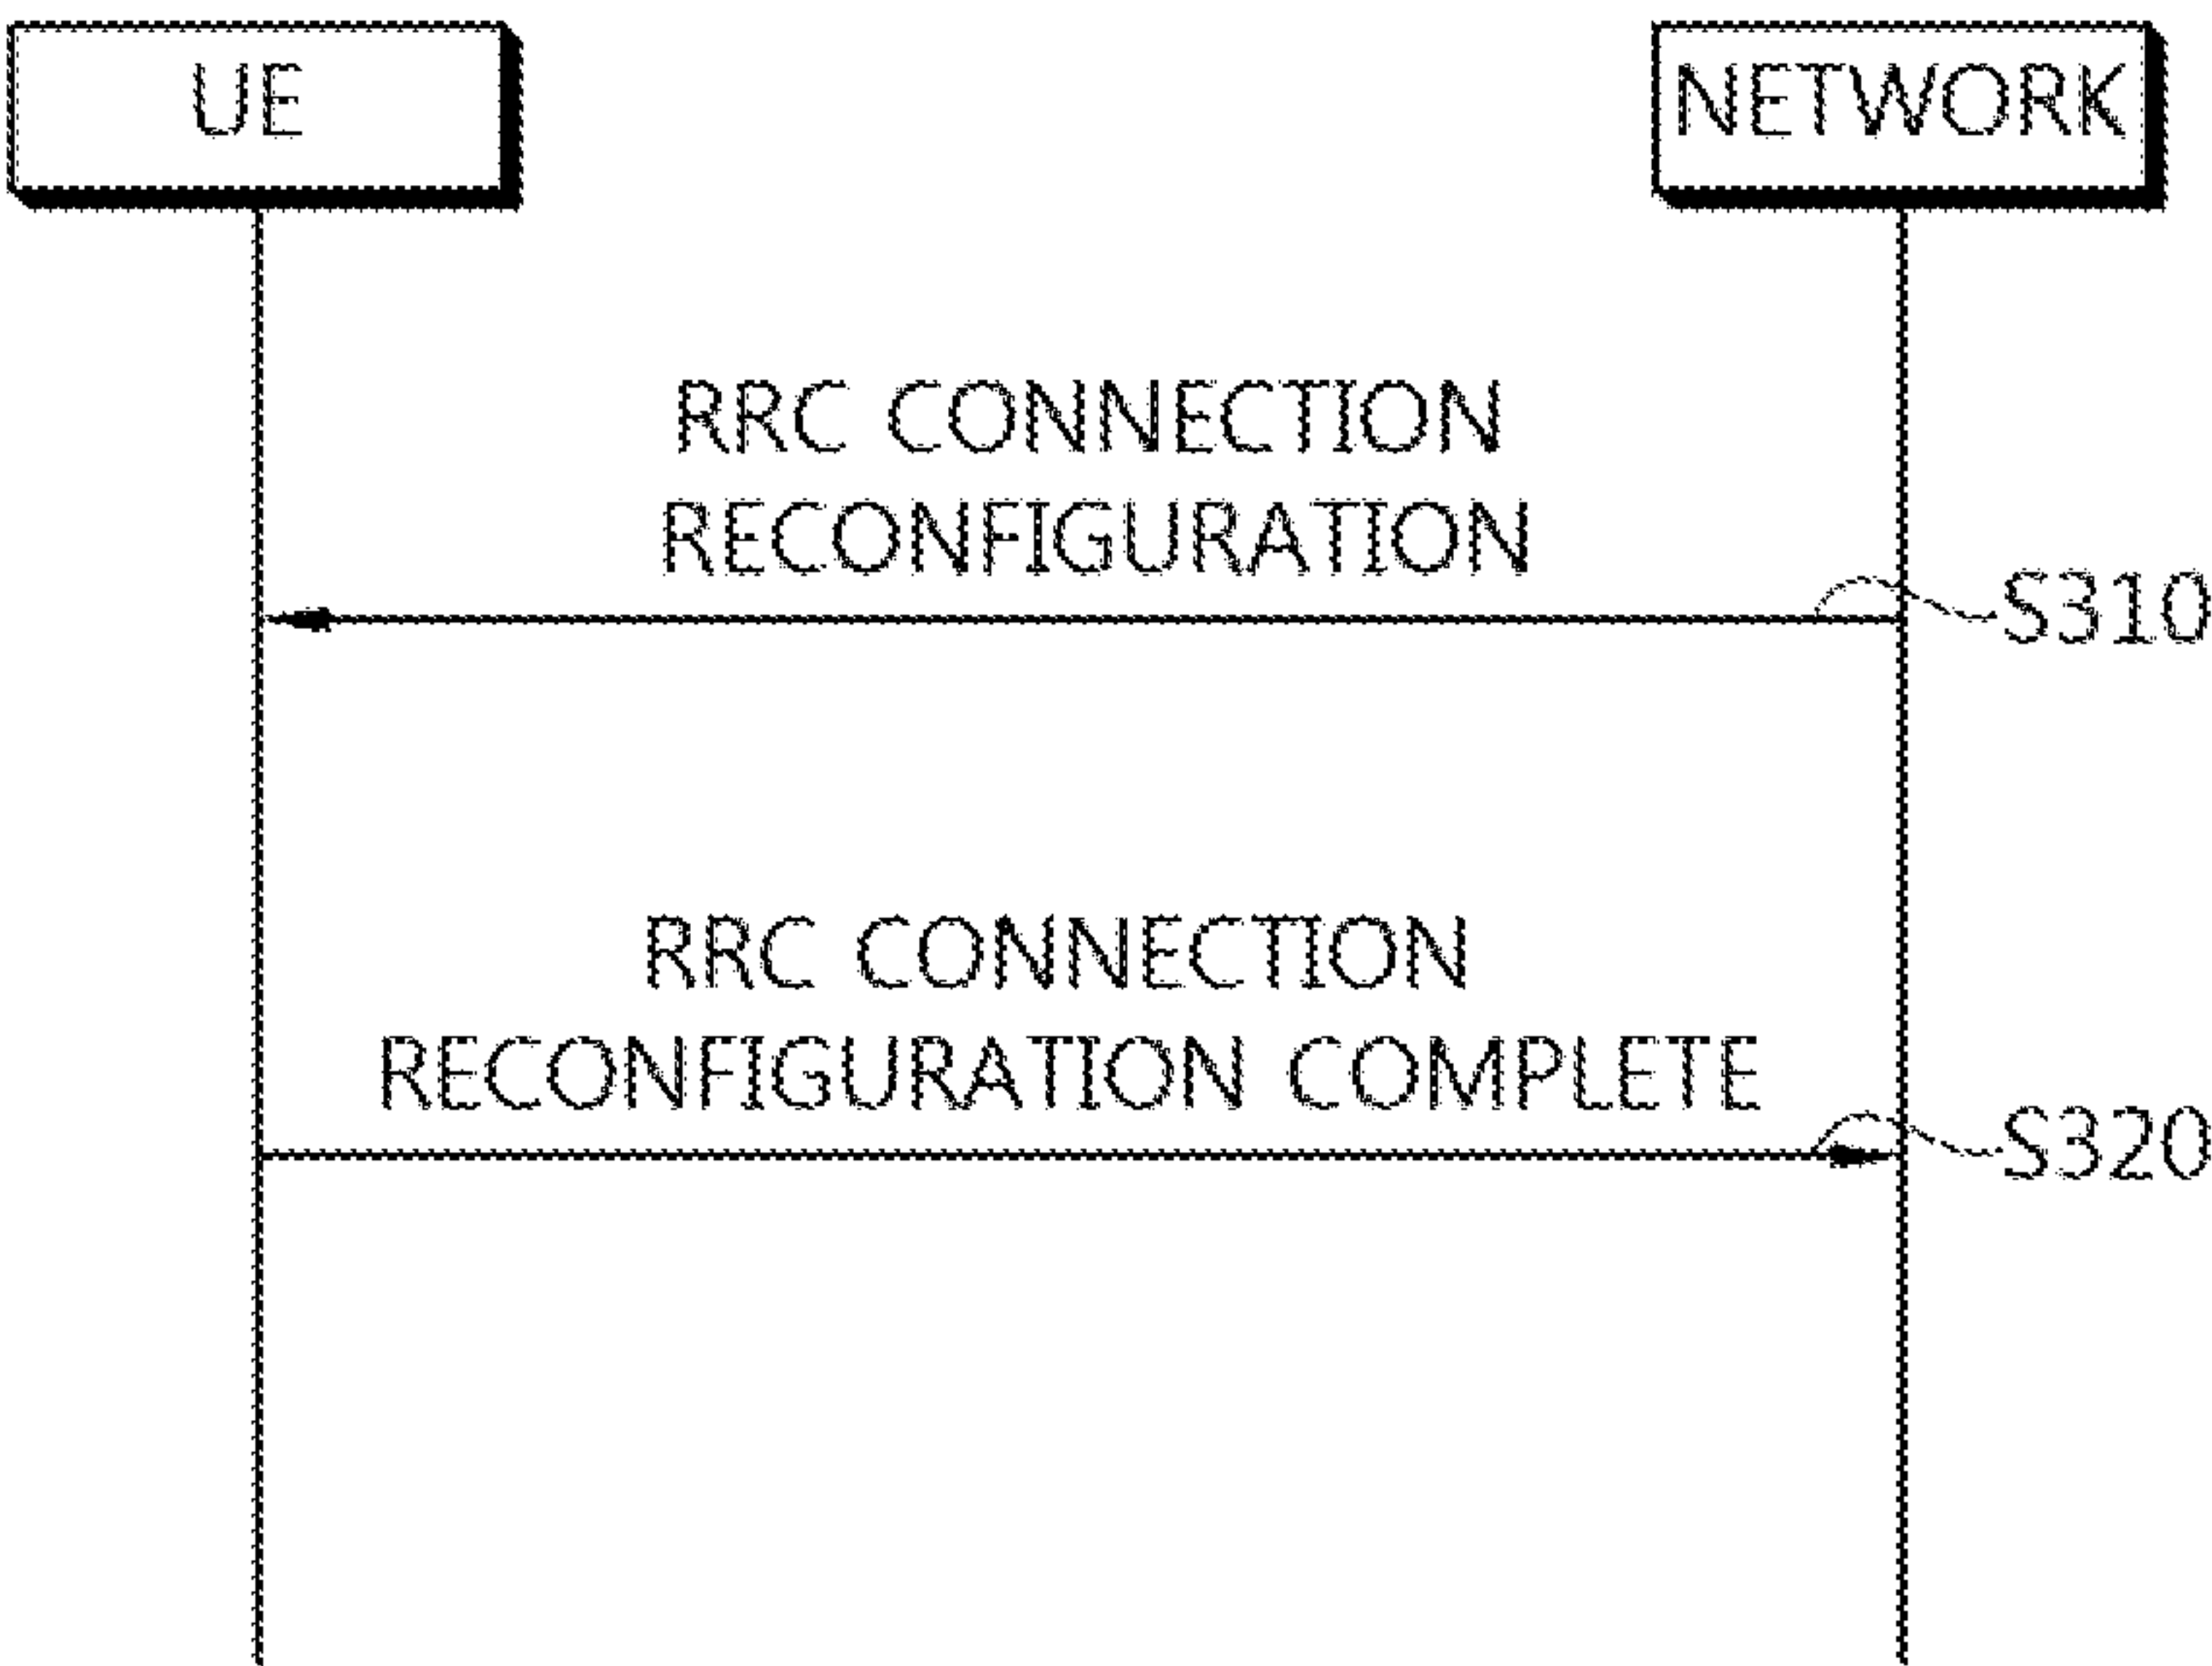 UE
NETWORK
RRC CONNECTION
RECONFIGURATION
S310
RRC CONNECTION
RECONFIGURATION COMPLETE
S320